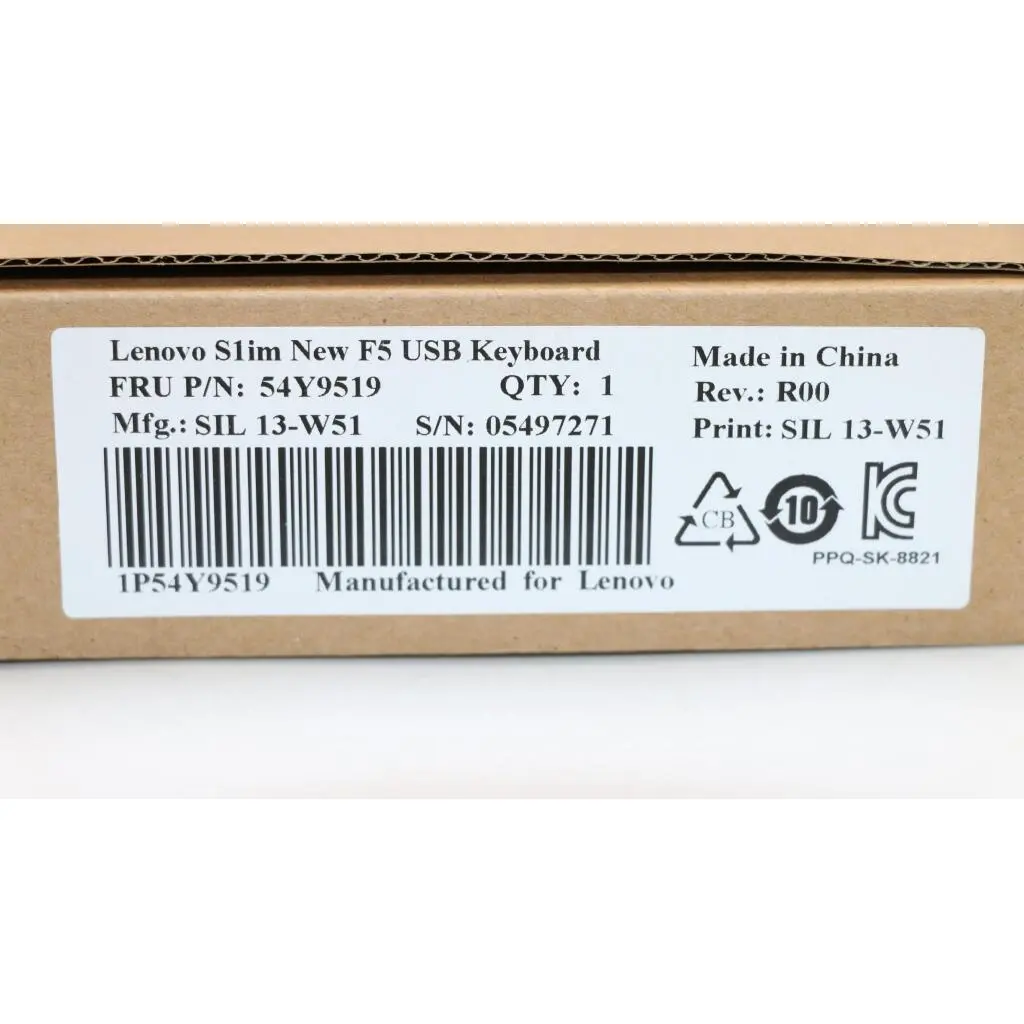 Lenovo S1im New F5 USB Keyboard
FRU P/N: 54Y9519 QTY: 1
Mfg.: SIL 13-W51 S/N: 05497271
1P54Y9519 Manufactured for Lenovo
Made in China
Rev.: R00
Print: SIL 13-W51
CB
10
PPQ-SK-8821